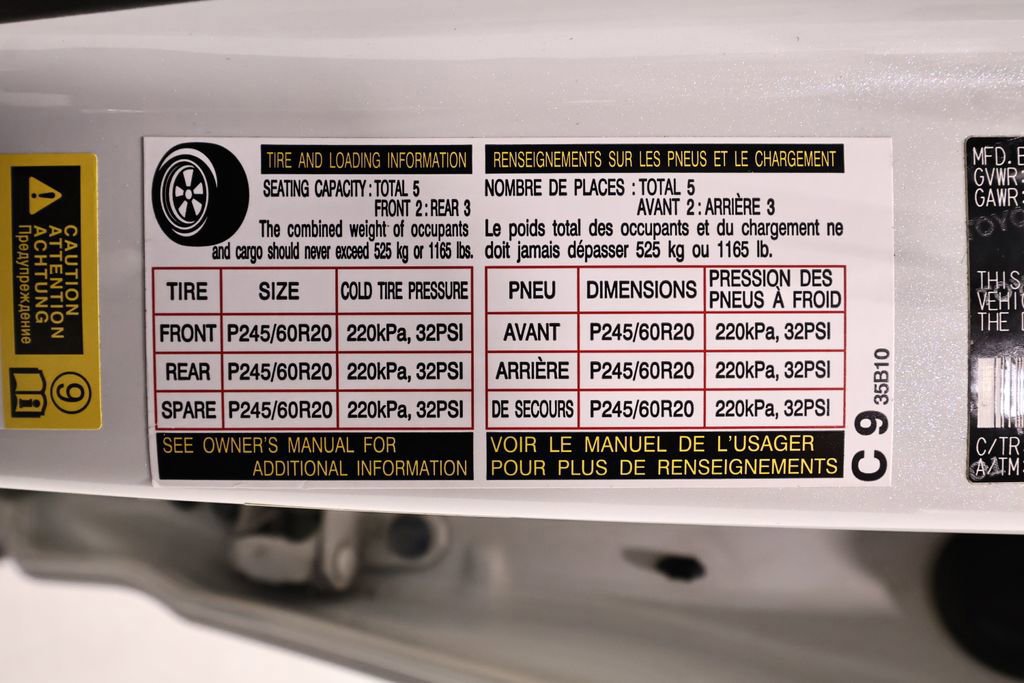 CAUTION
ATTENTION
ACHTUNG
Предупреждение
9
TIRE AND LOADING INFORMATION
SEATING CAPACITY : TOTAL 5
FRONT 2 : REAR 3
The combined weight of occupants
and cargo should never exceed 525 kg or 1165 lbs.
TIRE SIZE COLD TIRE PRESSURE
FRONT P245/60R20 220kPa, 32PSI
REAR P245/60R20 220kPa, 32PSI
SPARE P245/60R20 220kPa, 32PSI
SEE OWNER'S MANUAL FOR
ADDITIONAL INFORMATION
RENSEIGNEMENTS SUR LES PNEUS ET LE CHARGEMENT
NOMBRE DE PLACES : TOTAL 5
AVANT 2 : ARRIÈRE 3
Le poids total des occupants et du chargement ne
doit jamais dépasser 525 kg ou 1165 lb.
PNEU DIMENSIONS PRESSION DES
PNEUS À FROID
AVANT P245/60R20 220kPa, 32PSI
ARRIÈRE P245/60R20 220kPa, 32PSI
DE SECOURS P245/60R20 220kPa, 32PSI
VOIR LE MANUEL DE L'USAGER
POUR PLUS DE RENSEIGNEMENTS
C 9 35B10
MFD.
GVWR:
GAWR:
THE
C/TR
A/TM